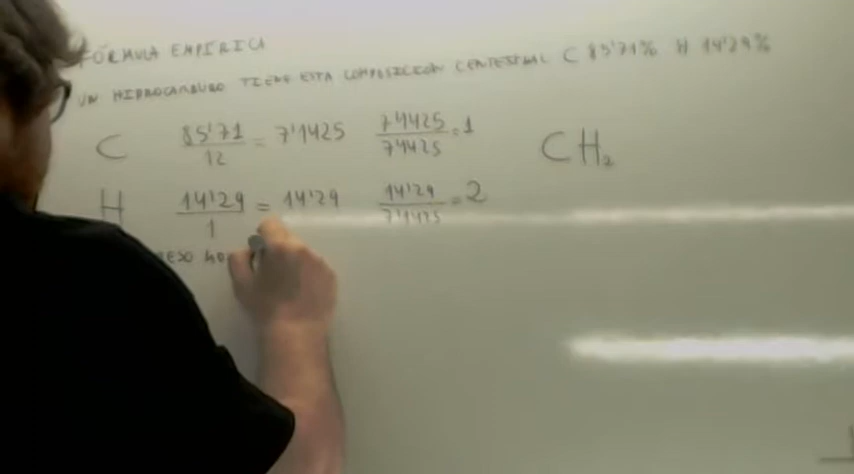 FÓRMULA EMPÍRICA
UN HIDROCARBURO TIENE ESTA COMPOSICIÓN CENTESIMAL C 85'71% H 14'29%
C 85'71/12 = 7'1425 7'1425/7'1425 = 1 CH₂
H 14'29/1 = 14'29 14'29/7'1425 = 2